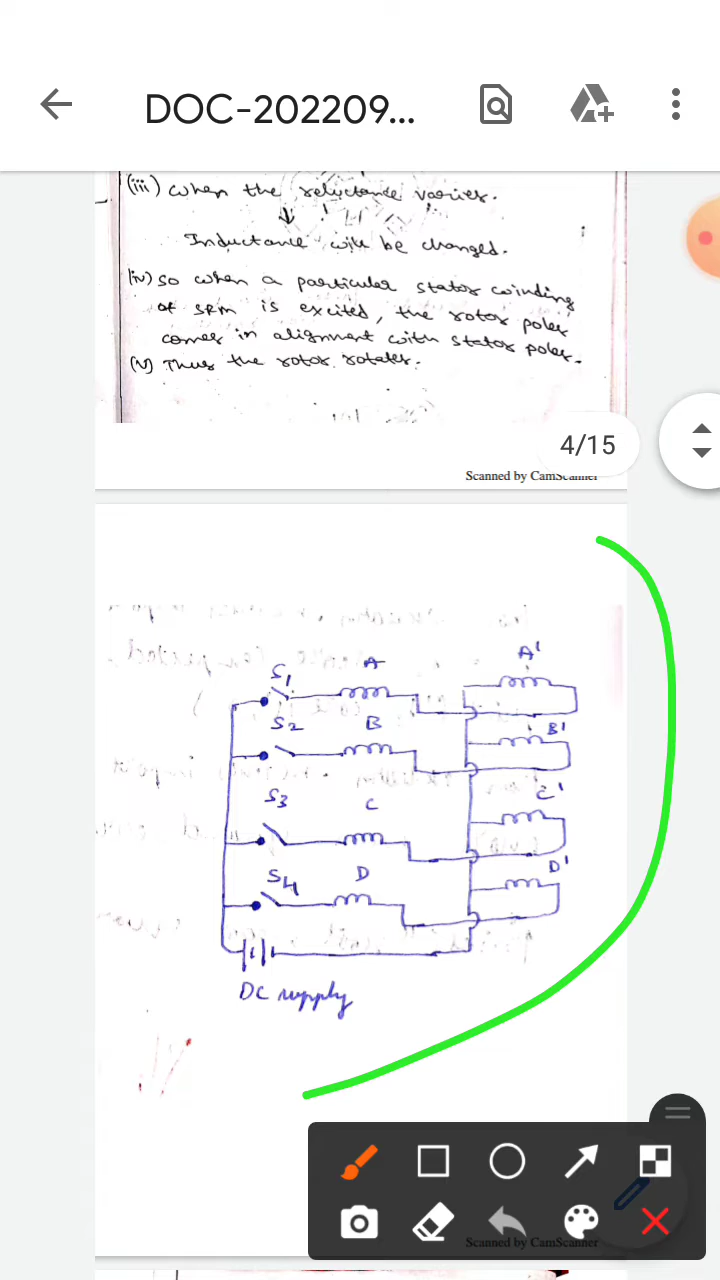 DOC-202209...
(iii) when the reluctance varies.
Inductance will be changed.
(iv) so when a particular stator winding
of SRM is excited, the rotor poles
comes in alignment with stator poles.
(v) Thus the rotor rotates.
4/15
Scanned by CamScanner
A'
S1 A
S2 B B'
S3 C C'
S4 D D'
DC supply
Scanned by CamScanner